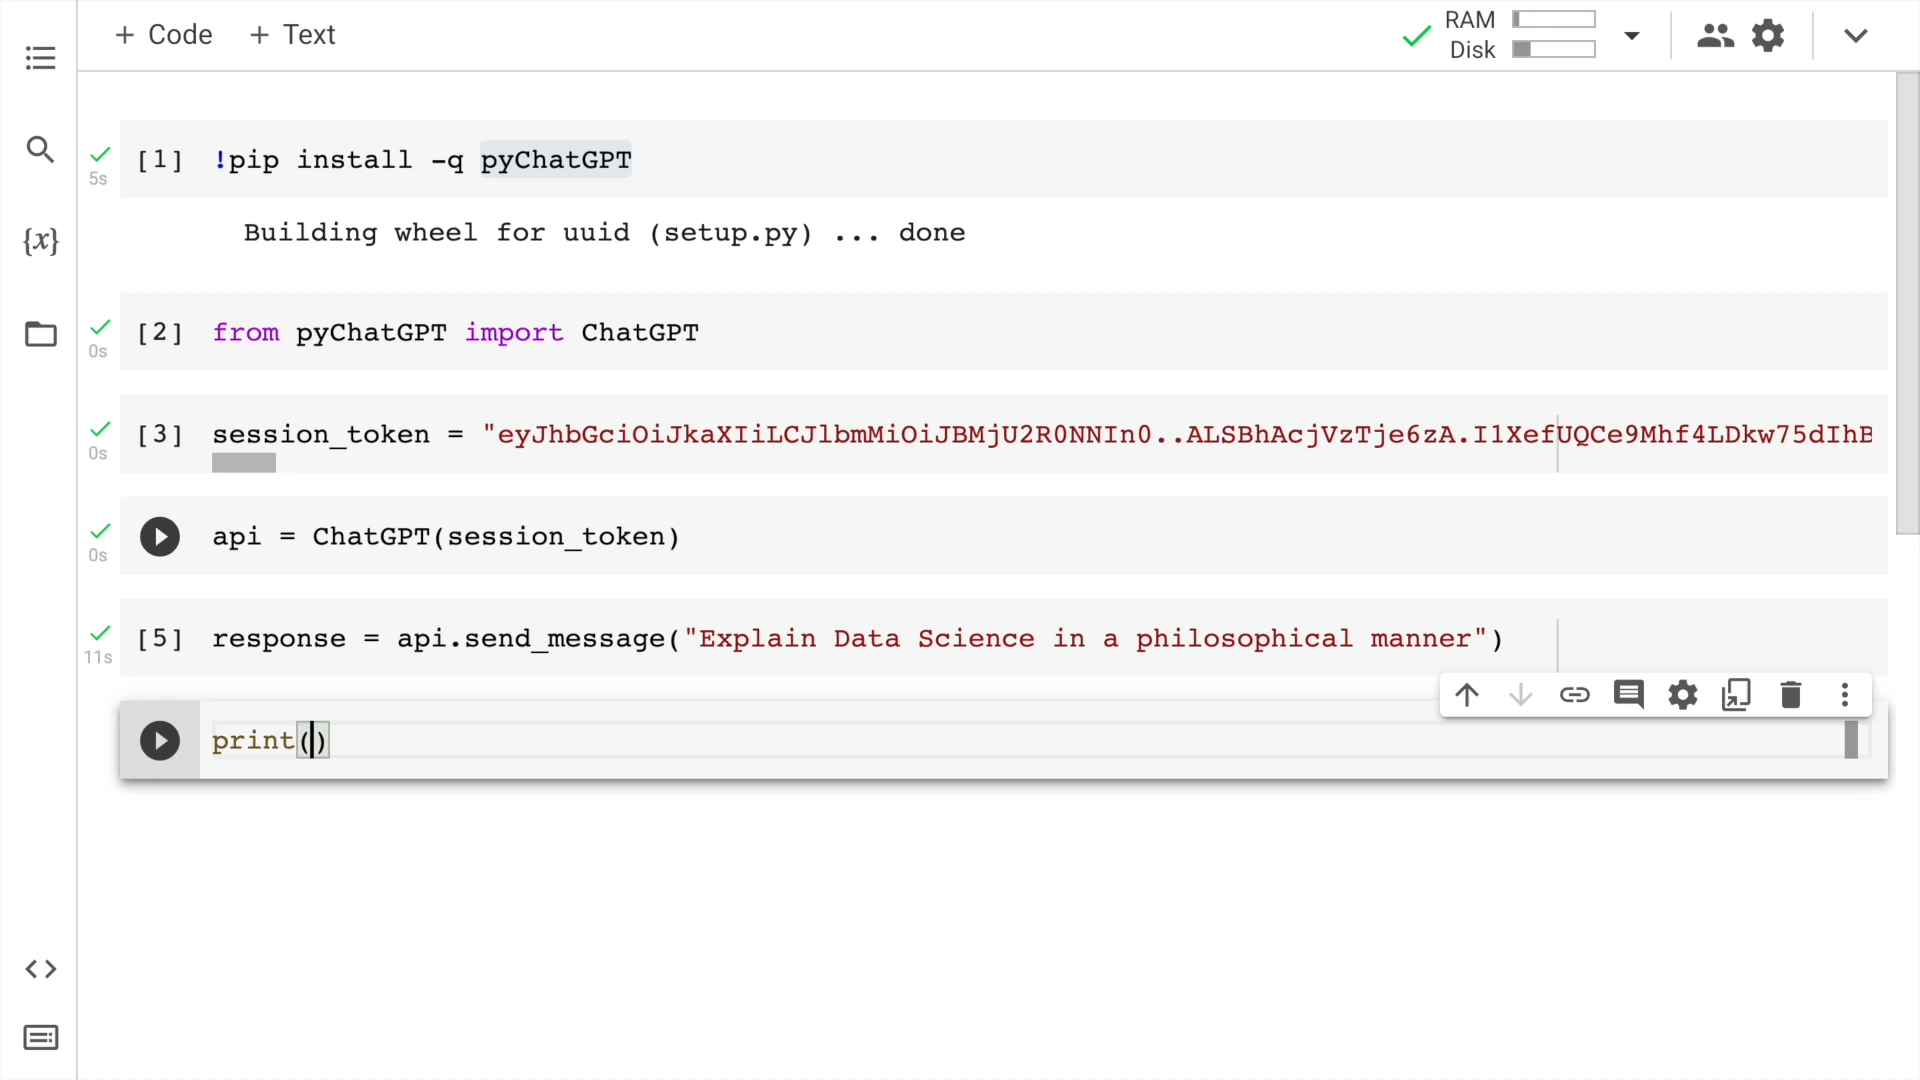 + Code + Text
RAM
Disk
[1] !pip install -q pyChatGPT
5s
Building wheel for uuid (setup.py) ... done
{x}
[2] from pyChatGPT import ChatGPT
0s
[3] session_token = "eyJhbGciOiJkaXIiLCJlbmMiOiJBMjU2R0NNIn0..ALSBhAcjVzTje6zA.I1XefUQCe9Mhf4LDkw75dIhB
0s
api = ChatGPT(session_token)
0s
[5] response = api.send_message("Explain Data Science in a philosophical manner")
11s
print()